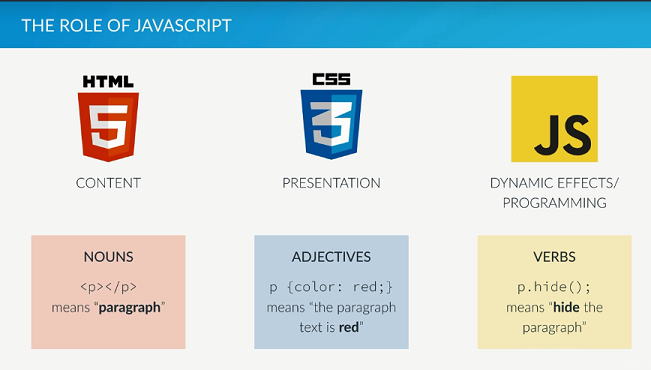 THE ROLE OF JAVASCRIPT
HTML
5
CONTENT
NOUNS
<p></p>
means “paragraph”
CSS
3
PRESENTATION
ADJECTIVES
p {color: red;}
means “the paragraph
text is red”
JS
DYNAMIC EFFECTS/
PROGRAMMING
VERBS
p.hide();
means “hide the
paragraph”